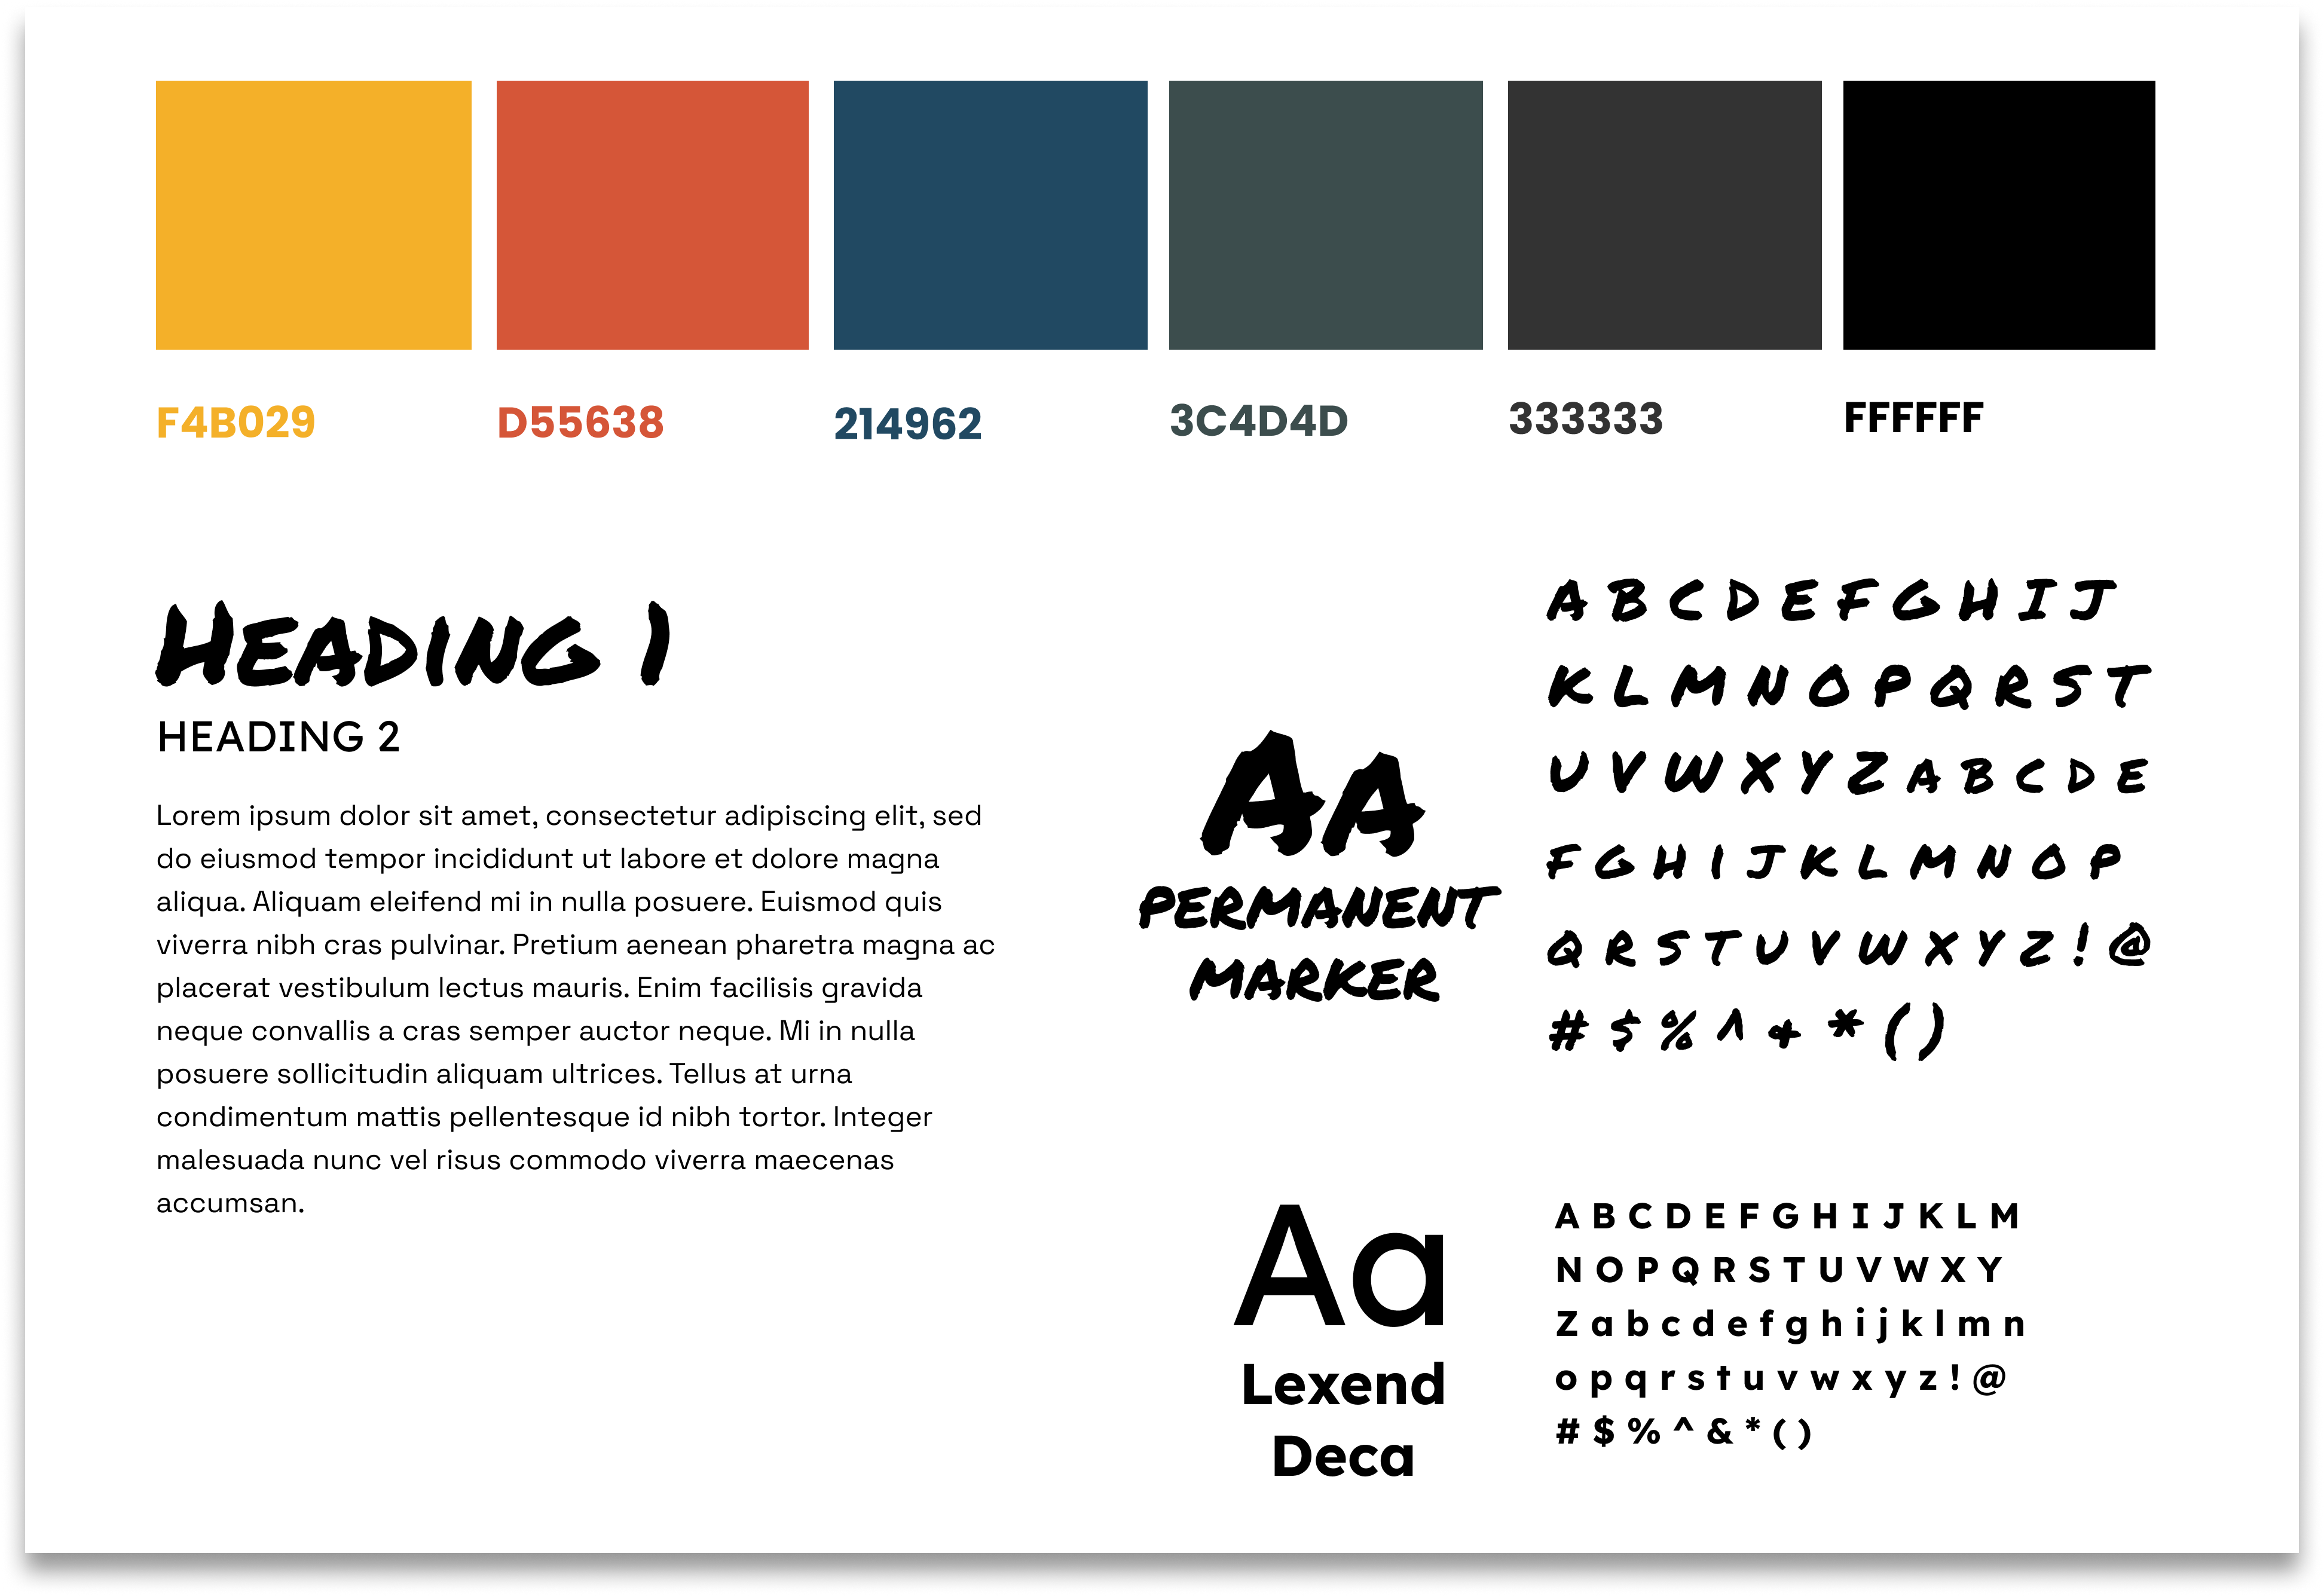 F4B029 D55638 214962 3C4D4D 333333 FFFFFF
HEADING 1
HEADING 2
Lorem ipsum dolor sit amet, consectetur adipiscing elit, sed
do eiusmod tempor incididunt ut labore et dolore magna
aliqua. Aliquam eleifend mi in nulla posuere. Euismod quis
viverra nibh cras pulvinar. Pretium aenean pharetra magna ac
placerat vestibulum lectus mauris. Enim facilisis gravida
neque convallis a cras semper auctor neque. Mi in nulla
posuere sollicitudin aliquam ultrices. Tellus at urna
condimentum mattis pellentesque id nibh tortor. Integer
malesuada nunc vel risus commodo viverra maecenas
accumsan.
AA
PERMANENT
MARKER
A B C D E F G H I J
K L M N O P Q R S T
U V W X Y Z A B C D E
F G H I J K L M N O P
Q R S T U V W X Y Z ! @
# $ % ^ & * ( )
Aa
Lexend
Deca
A B C D E F G H I J K L M
N O P Q R S T U V W X Y
Z a b c d e f g h i j k l m n
o p q r s t u v w x y z ! @
# $ % ^ & * ( )